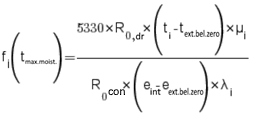 f_i(t_max.moist.) = 5330×R_0,dr×(t_i-t_ext.bel.zero)×μ_i
R_0con×(e_int-e_ext.bel.zero)×λ_i